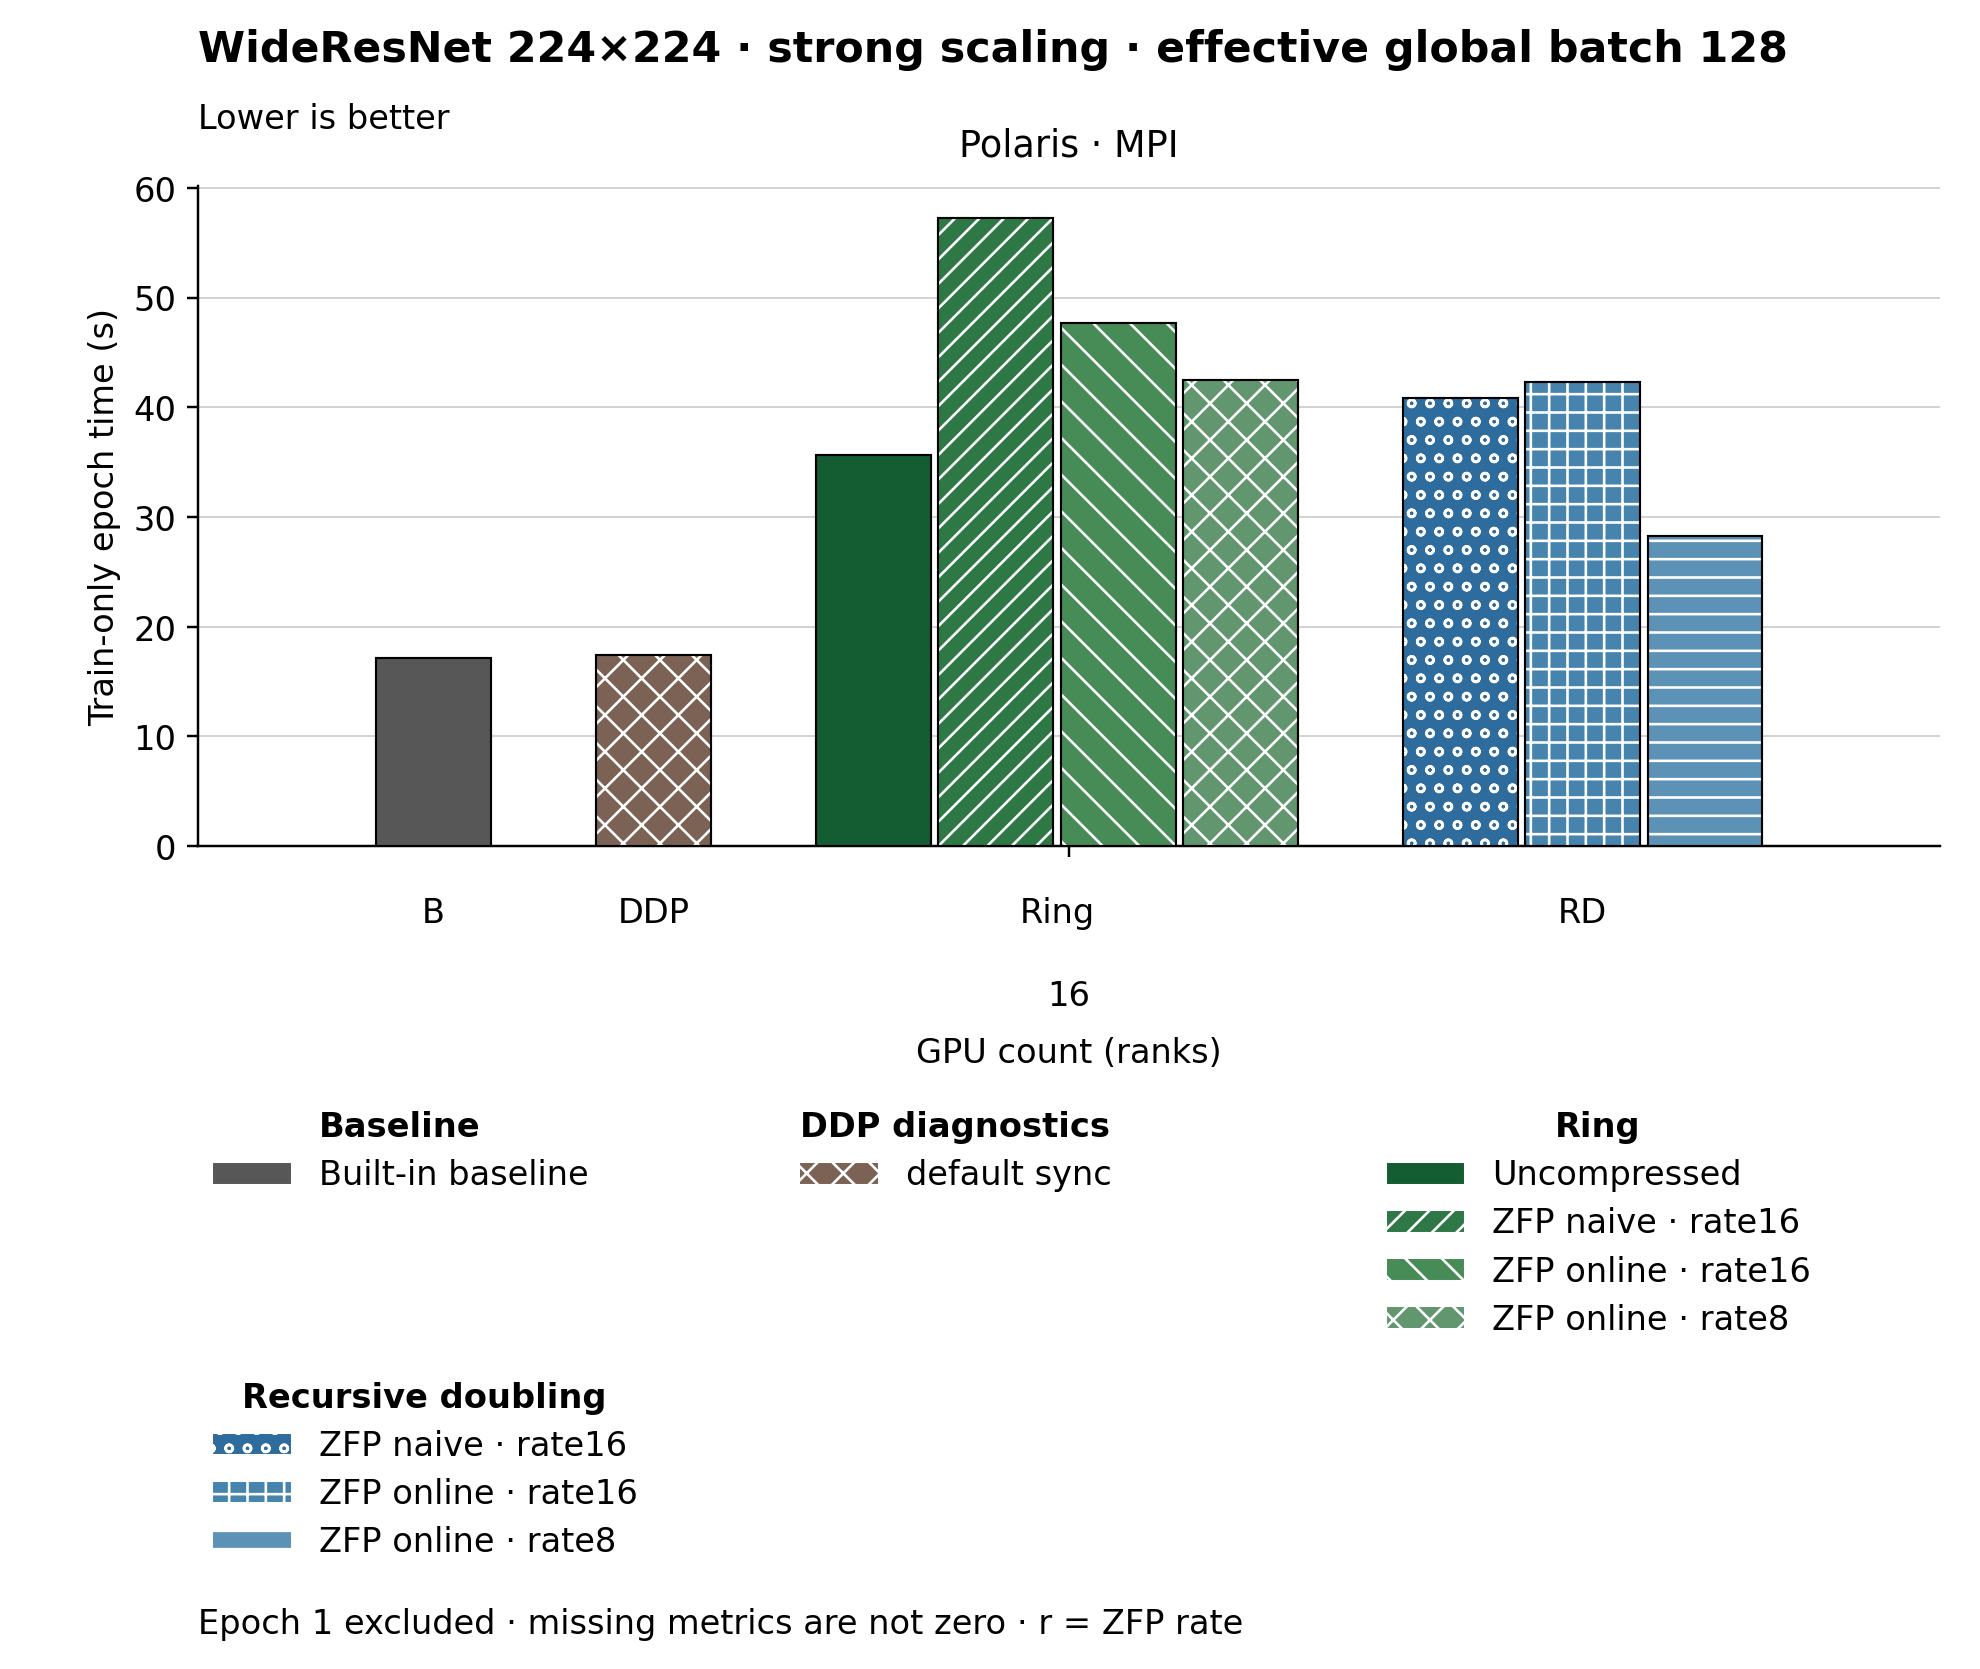 WideResNet 224×224 · strong scaling · effective global batch 128
Lower is better
Polaris · MPI
Train-only epoch time (s)
60
50
40
30
20
10
0
B DDP Ring RD
16
GPU count (ranks)
Baseline
Built-in baseline
DDP diagnostics
default sync
Ring
Uncompressed
ZFP naive · rate16
ZFP online · rate16
ZFP online · rate8
Recursive doubling
ZFP naive · rate16
ZFP online · rate16
ZFP online · rate8
Epoch 1 excluded · missing metrics are not zero · r = ZFP rate